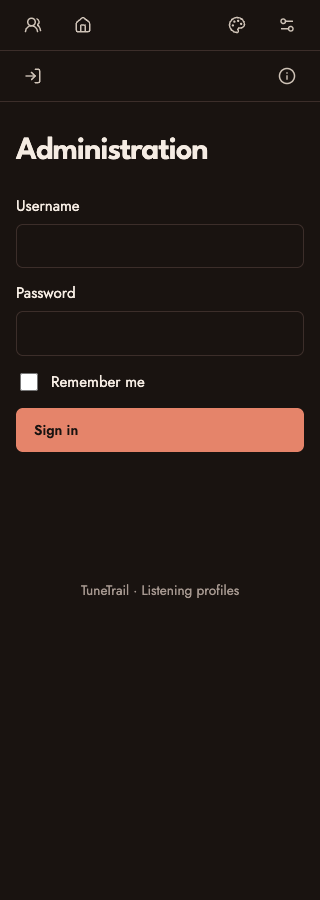 Administration
Username
Password
Remember me
Sign in
TuneTrail · Listening profiles